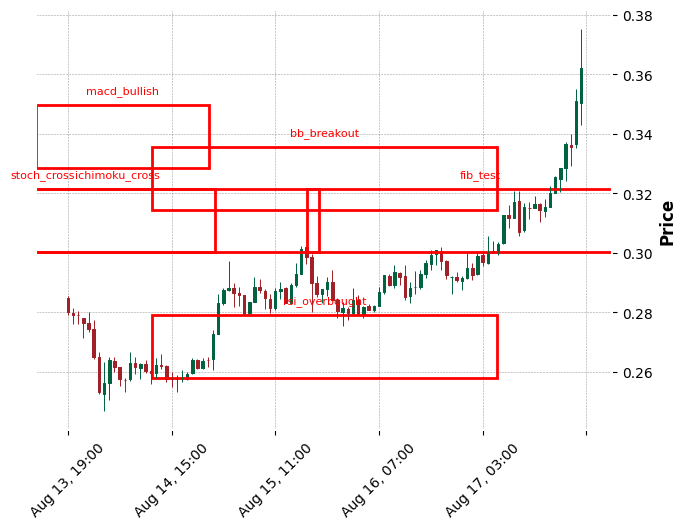 0.38
0.36
macd_bullish
0.34
bb_breakout
stoch_crossichimoku_cross
fib_test
0.32
Price
0.30
rsi_overbought
0.28
0.26
Aug 13, 19:00
Aug 14, 15:00
Aug 15, 11:00
Aug 16, 07:00
Aug 17, 03:00